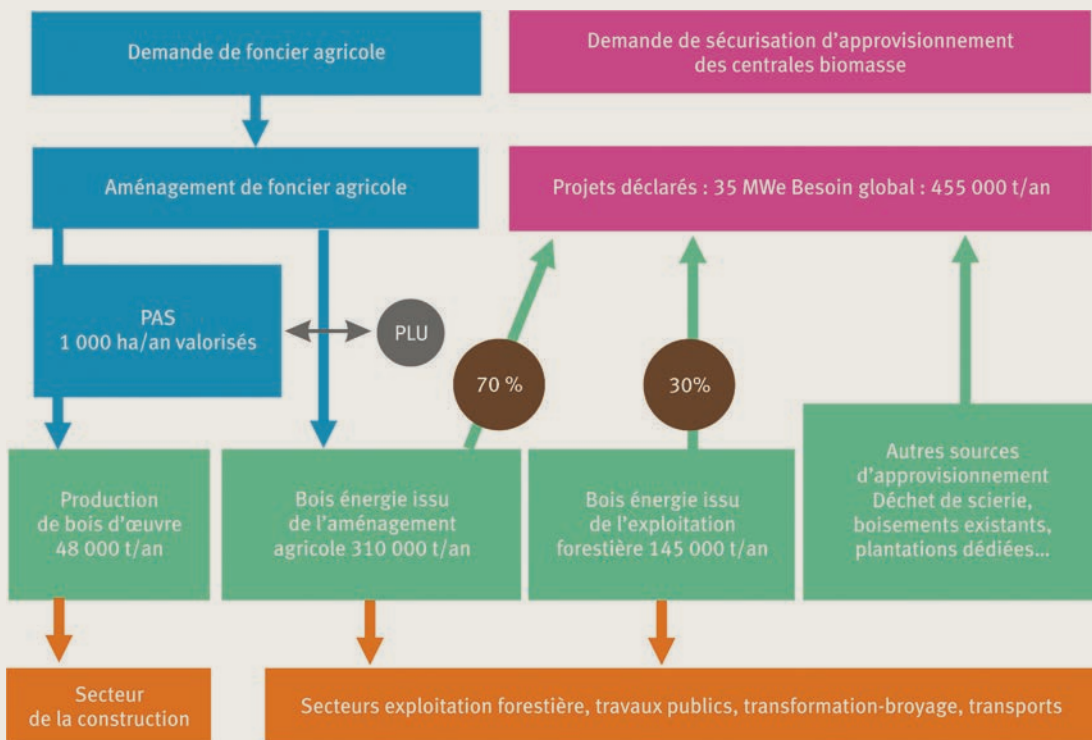 Demande de foncier agricole
Demande de sécurisation d'approvisionnement
des centrales biomasse
Aménagement de foncier agricole
Projets déclarés : 35 MWe Besoin global : 455 000 t/an
PAS
1 000 ha/an valorisés
PLU
70 %
30%
Production
de bois d'œuvre
48 000 t/an
Bois énergie issu
de l'aménagement
agricole 310 000 t/an
Bois énergie issu
de l'exploitation
forestière 145 000 t/an
Autres sources
d'approvisionnement
Déchet de scierie,
boisements existants,
plantations dédiées...
Secteur
de la construction
Secteurs exploitation forestière, travaux publics, transformation-broyage, transports